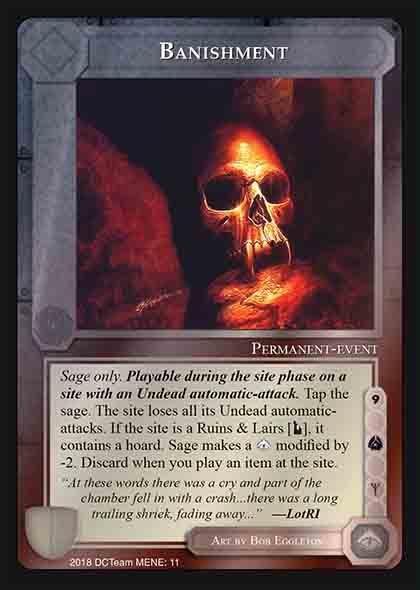 BANISHMENT
PERMANENT-EVENT
Sage only. Playable during the site phase on a
site with an Undead automatic-attack. Tap the
sage. The site loses all its Undead automatic-
attacks. If the site is a Ruins & Lairs [], it
contains a hoard. Sage makes a modified by
-2. Discard when you play an item at the site.
“At these words there was a cry and part of the
chamber fell in with a crash...there was a long
trailing shriek, fading away...” —LotRI
9
ART BY BOB EGGLETON
2018 DCTeam MENE: 11